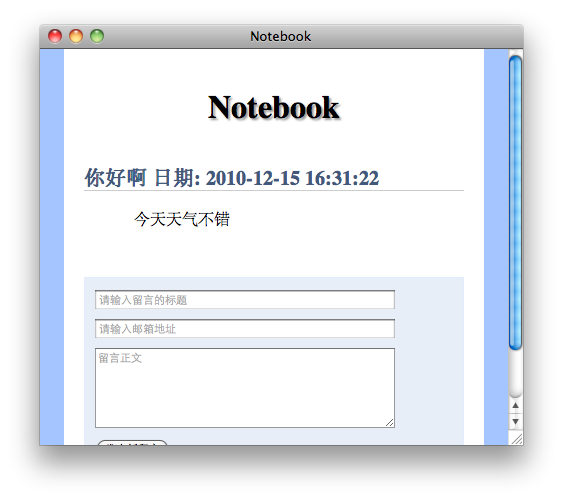 Notebook
Notebook
你好啊 日期: 2010-12-15 16:31:22
今天天气不错
请输入留言的标题
请输入邮箱地址
留言正文